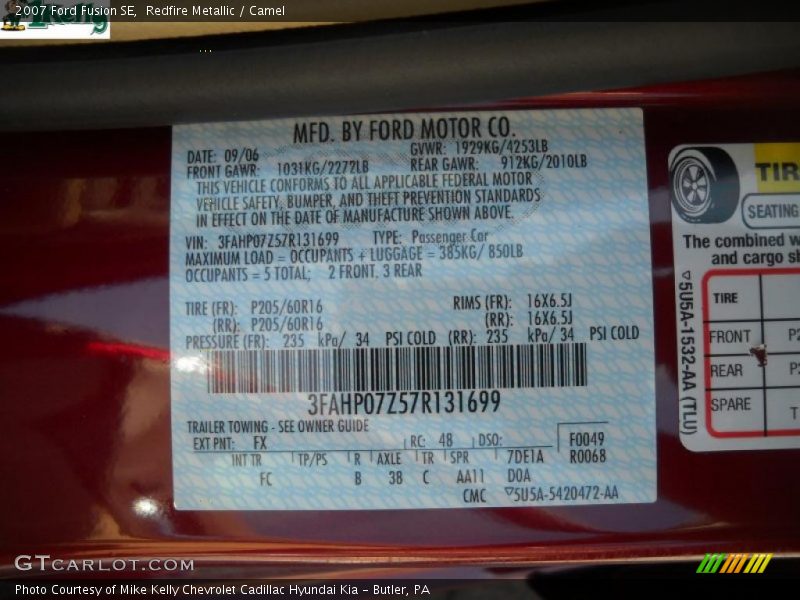 2007 Ford Fusion SE, Redfire Metallic / Camel
MFD. BY FORD MOTOR CO.
DATE: 09/06 GVWR: 1929KG/4253LB
FRONT GAWR: 1031KG/2272LB REAR GAWR: 912KG/2010LB
THIS VEHICLE CONFORMS TO ALL APPLICABLE FEDERAL MOTOR
VEHICLE SAFETY, BUMPER, AND THEFT PREVENTION STANDARDS
IN EFFECT ON THE DATE OF MANUFACTURE SHOWN ABOVE.
VIN: 3FAHP07Z57R131699 TYPE: Passenger Car
MAXIMUM LOAD = OCCUPANTS + LUGGAGE = 385KG/ 850LB
OCCUPANTS = 5 TOTAL; 2 FRONT, 3 REAR
TIRE (FR): P205/60R16 RIMS (FR): 16X6.5J
(RR): P205/60R16 (RR): 16X6.5J
PRESSURE (FR): 235 kPa/ 34 PSI COLD (RR): 235 kPa/ 34 PSI COLD
3FAHP07Z57R131699
TRAILER TOWING - SEE OWNER GUIDE
EXT PNT: FX RC: 48 DSO: F0049
INT TR TP/PS R AXLE TR SPR 7DE1A R0068
FC B 38 C AA11 D0A
CMC ▽5U5A-5420472-AA
TIR
SEATING
The combined w
and cargo sh
TIRE
FRONT P2
REAR P2
SPARE T
▽5U5A-1532-AA (TLU)
GTCARLOT.COM
Photo Courtesy of Mike Kelly Chevrolet Cadillac Hyundai Kia – Butler, PA